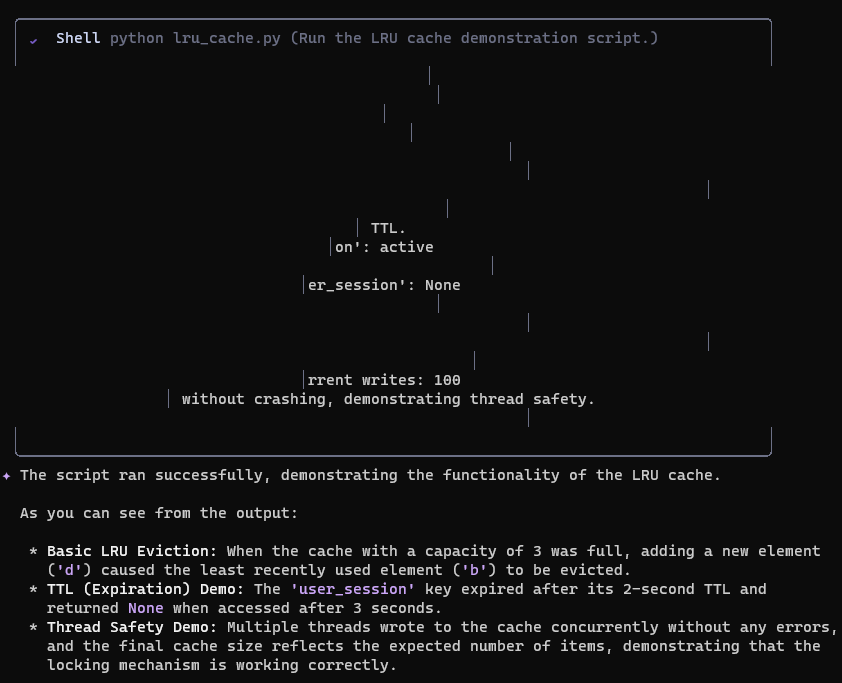 ✓ Shell python lru_cache.py (Run the LRU cache demonstration script.)
TTL.
on': active
er_session': None
rrent writes: 100
without crashing, demonstrating thread safety.
✦ The script ran successfully, demonstrating the functionality of the LRU cache.
As you can see from the output:
* Basic LRU Eviction: When the cache with a capacity of 3 was full, adding a new element
('d') caused the least recently used element ('b') to be evicted.
* TTL (Expiration) Demo: The 'user_session' key expired after its 2-second TTL and
returned None when accessed after 3 seconds.
* Thread Safety Demo: Multiple threads wrote to the cache concurrently without any errors,
and the final cache size reflects the expected number of items, demonstrating that the
locking mechanism is working correctly.